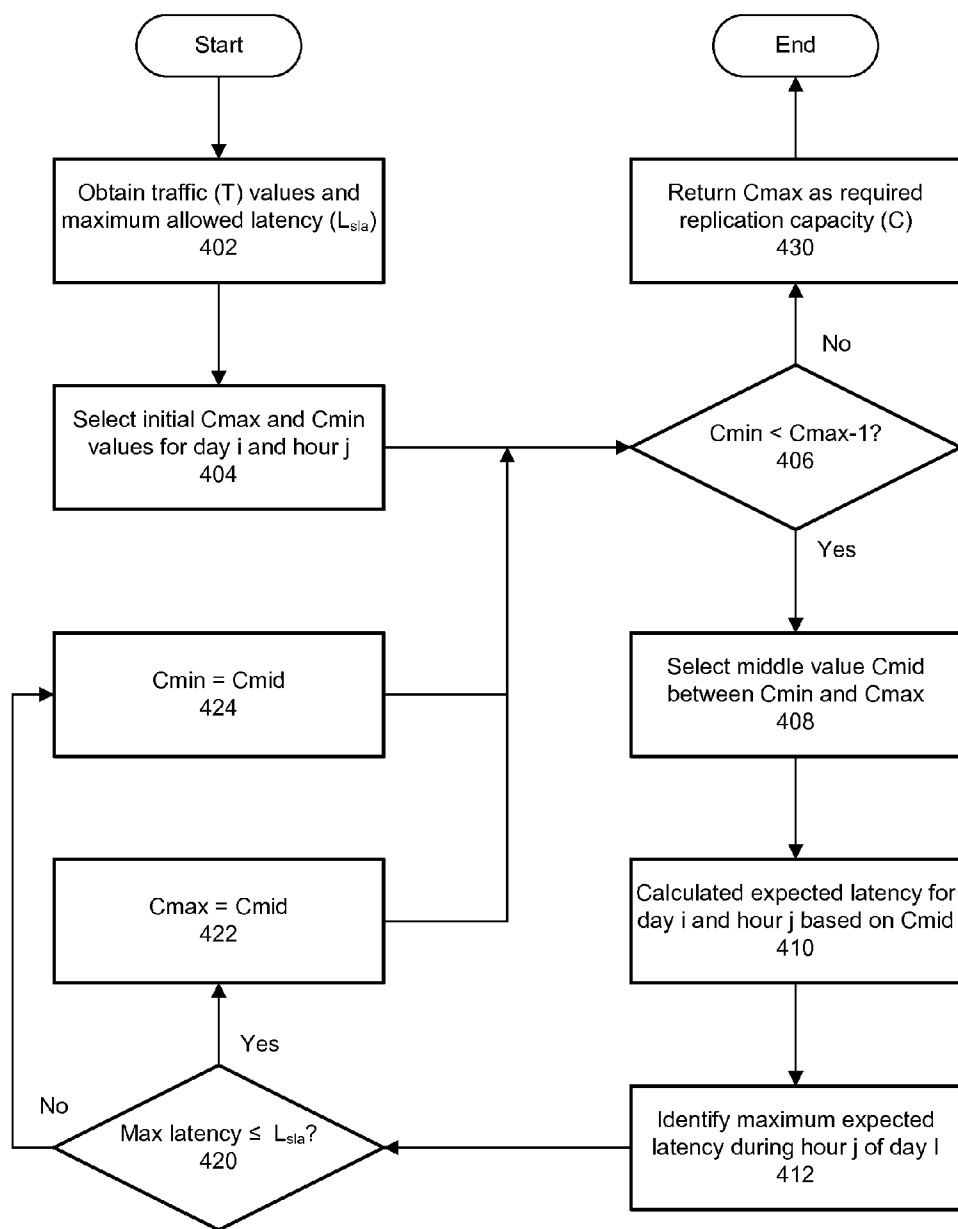 Start
End
Obtain traffic (T) values and
maximum allowed latency (Lsla)
402
Return Cmax as required
replication capacity (C)
430
No
Select initial Cmax and Cmin
values for day i and hour j
404
Cmin < Cmax-1?
406
Yes
Cmin = Cmid
424
Select middle value Cmid
between Cmin and Cmax
408
Cmax = Cmid
422
Calculated expected latency for
day i and hour j based on Cmid
410
Yes
No
Max latency ≤ Lsla?
420
Identify maximum expected
latency during hour j of day I
412